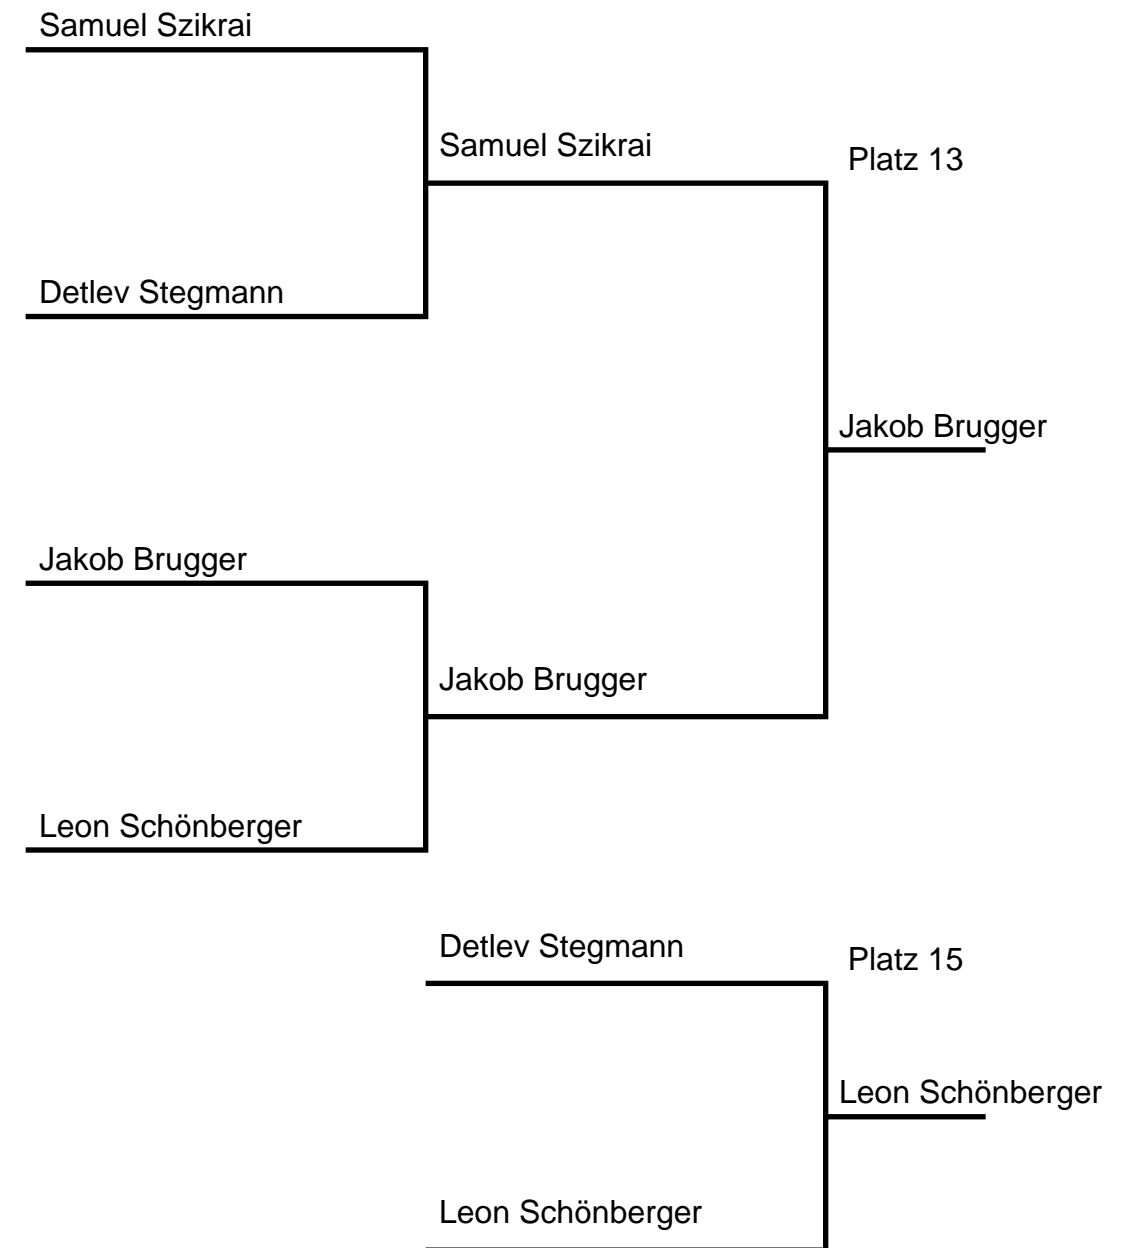 Samuel Szikrai
Samuel Szikrai
Platz 13
Detlev Stegmann
Jakob Brugger
Jakob Brugger
Jakob Brugger
Leon Schönberger
Detlev Stegmann
Platz 15
Leon Schönberger
Leon Schönberger